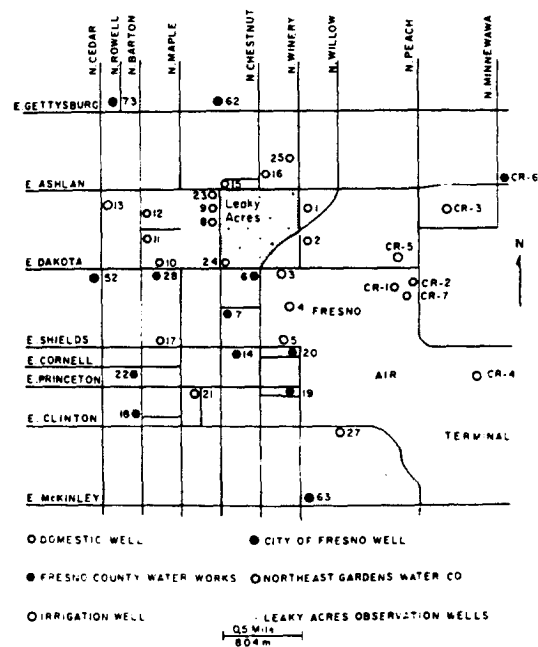 N. CEDAR
N. ROWELL
N. BARTON
N. MAPLE
N. CHESTNUT
N. WINERY
N. WILLOW
N. PEACH
N. MINNEWAWA
E. GETTYSBURG
73
62
25
16
CR-6
E. ASHLAN
15
23
13
12
9
Leaky
1
CR-3
8
Acres
11
2
CR-5
N
E. DAKOTA
10
24
52
28
6
3
CR-1
CR-2
CR-7
7
4
FRESNO
E. SHIELDS
17
5
14
20
E. CORNELL
22
AIR
CR-4
E. PRINCETON
21
19
18
E. CLINTON
27
TERMINAL
E. McKINLEY
63
DOMESTIC WELL
CITY OF FRESNO WELL
FRESNO COUNTY WATER WORKS
NORTHEAST GARDENS WATER CO
IRRIGATION WELL
LEAKY ACRES OBSERVATION WELLS
0.5 Mile
804 m